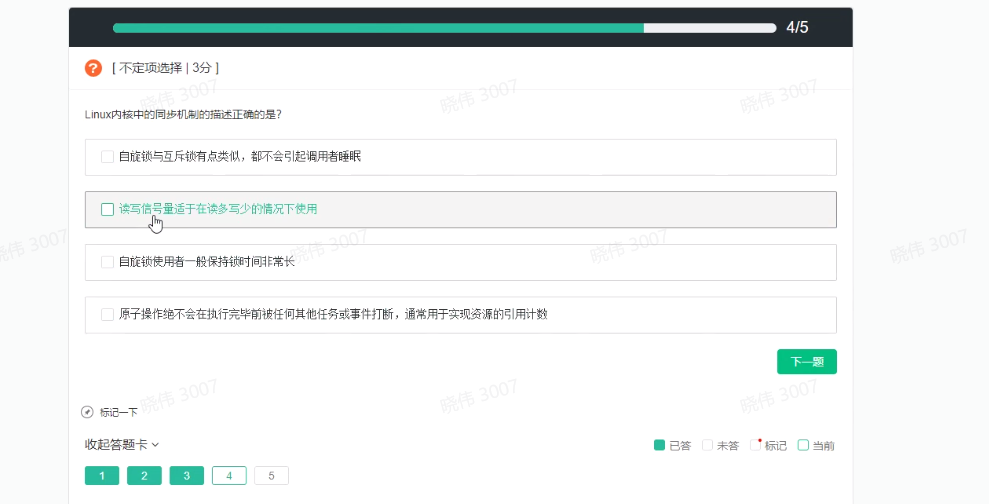 4/5
? [ 不定项选择 | 3分 ]
Linux内核中的同步机制的描述正确的是?
自旋锁与互斥锁有点类似，都不会引起调用者睡眠
读写信号量适于在读多写少的情况下使用
自旋锁使用者一般保持锁时间非常长
原子操作绝不会在执行完毕前被任何其他任务或事件打断，通常用于实现资源的引用计数
下一题
标记一下
收起答题卡
已答 未答 标记 当前
1 2 3 4 5
晓伟 3007
晓伟 3007
晓伟 3007
晓伟 3007
晓伟 3007
晓伟 3007
晓伟 3007
晓伟 3007
晓伟 3007
晓伟 3007